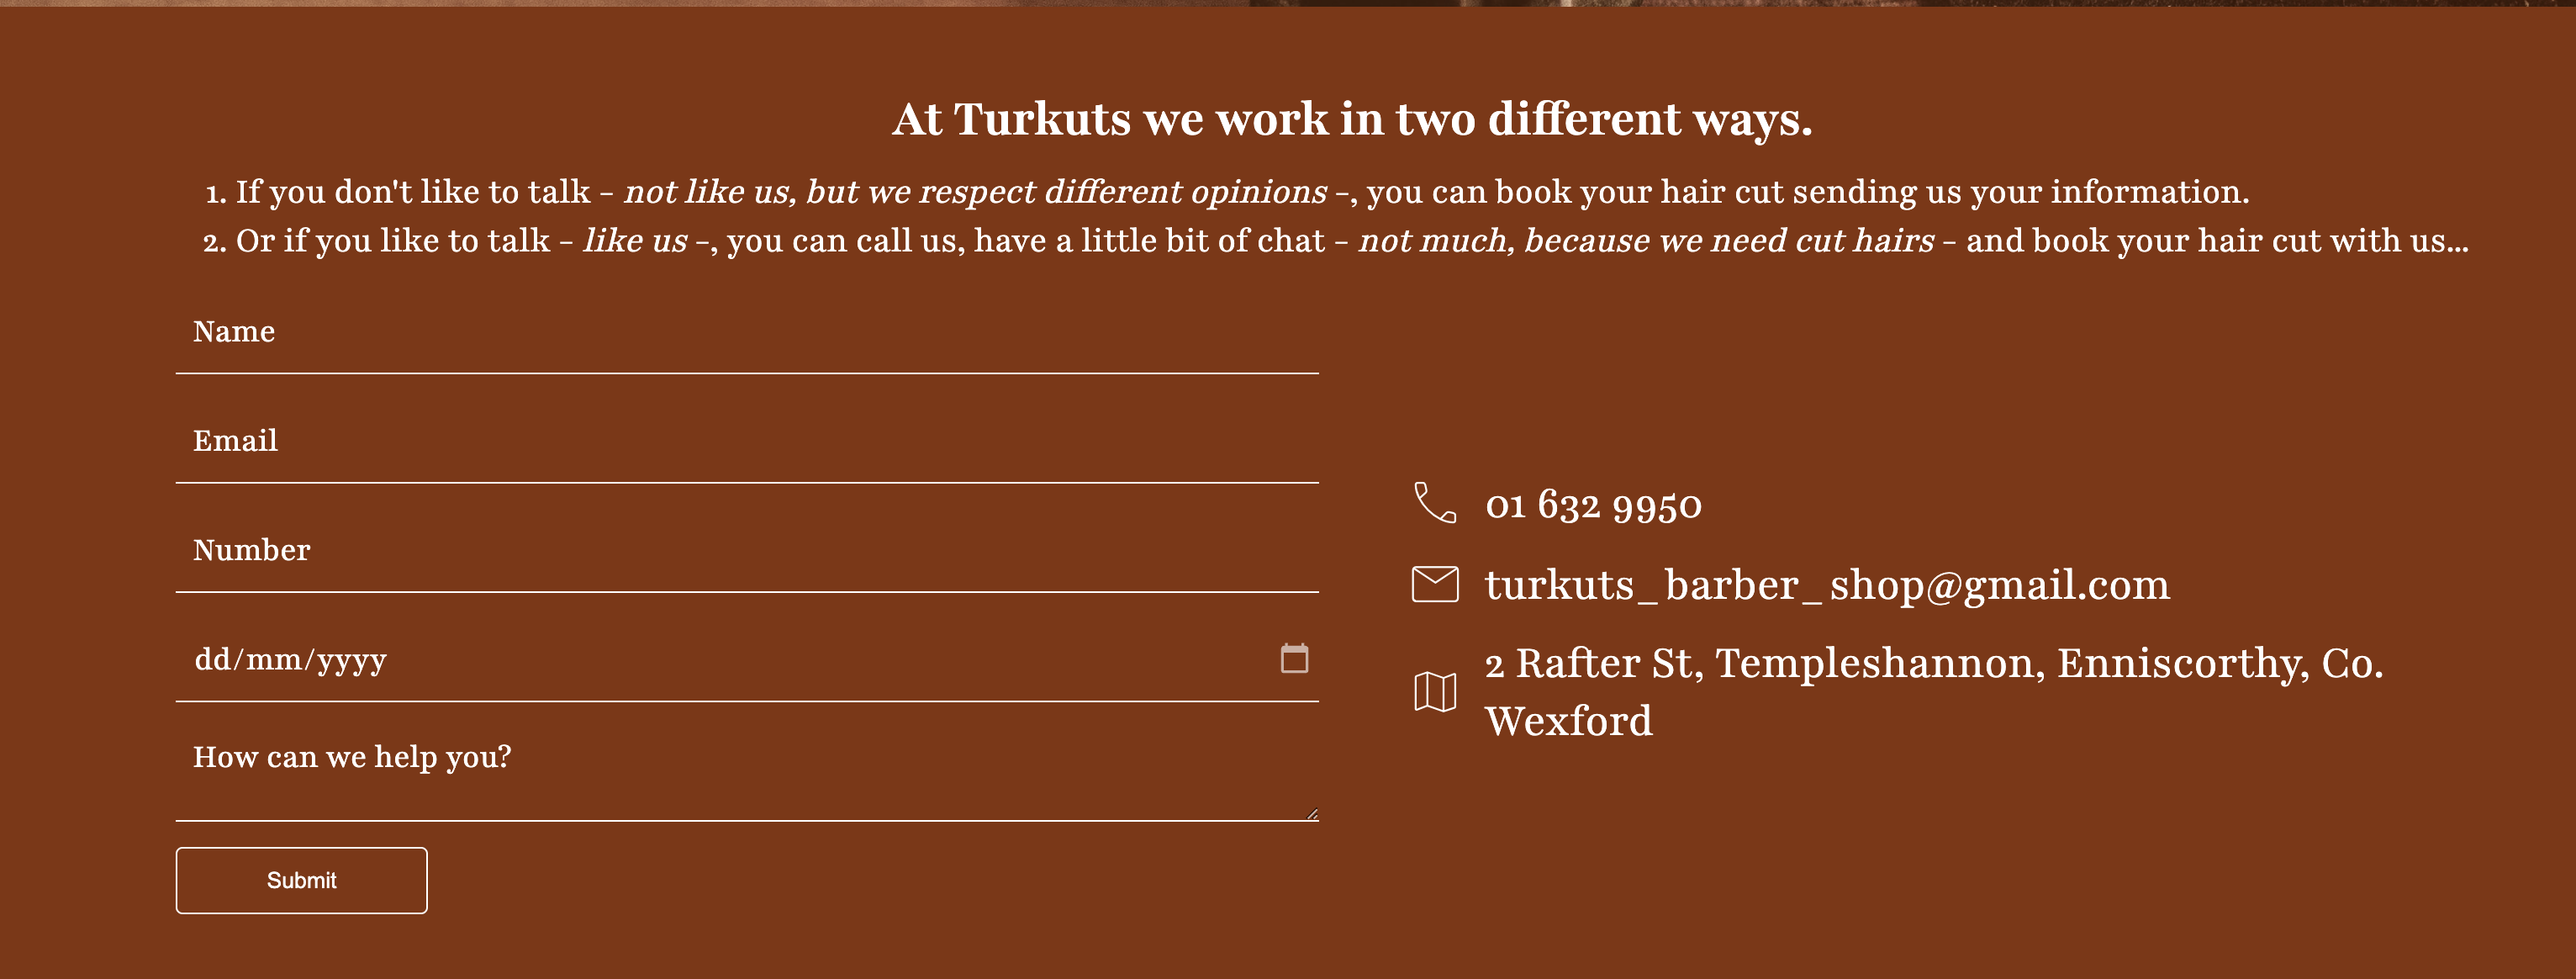 At Turkuts we work in two different ways.
1. If you don't like to talk - not like us, but we respect different opinions -, you can book your hair cut sending us your information.
2. Or if you like to talk - like us -, you can call us, have a little bit of chat - not much, because we need cut hairs - and book your hair cut with us...
Name
Email
Number
dd/mm/yyyy
How can we help you?
Submit
01 632 9950
turkuts_barber_shop@gmail.com
2 Rafter St, Templeshannon, Enniscorthy, Co.
Wexford